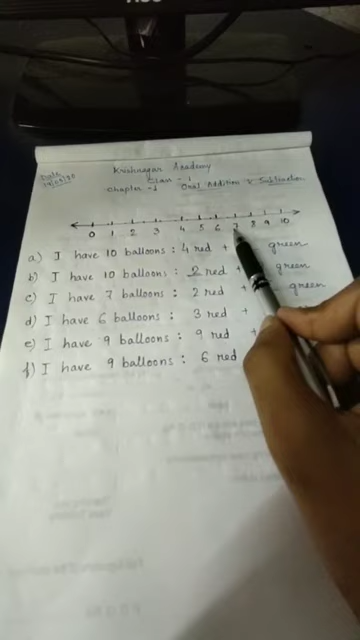 Krishnagar Academy
Class - 1
Chapter - 2 Oral Addition & Subtraction
0 1 2 3 4 5 6 7 8 9 10
a) I have 10 balloons : 4 red + green
b) I have 10 balloons : 2 red + green
c) I have 7 balloons : 2 red + green
d) I have 6 balloons : 3 red +
e) I have 9 balloons : 9 red +
f) I have 9 balloons : 6 red